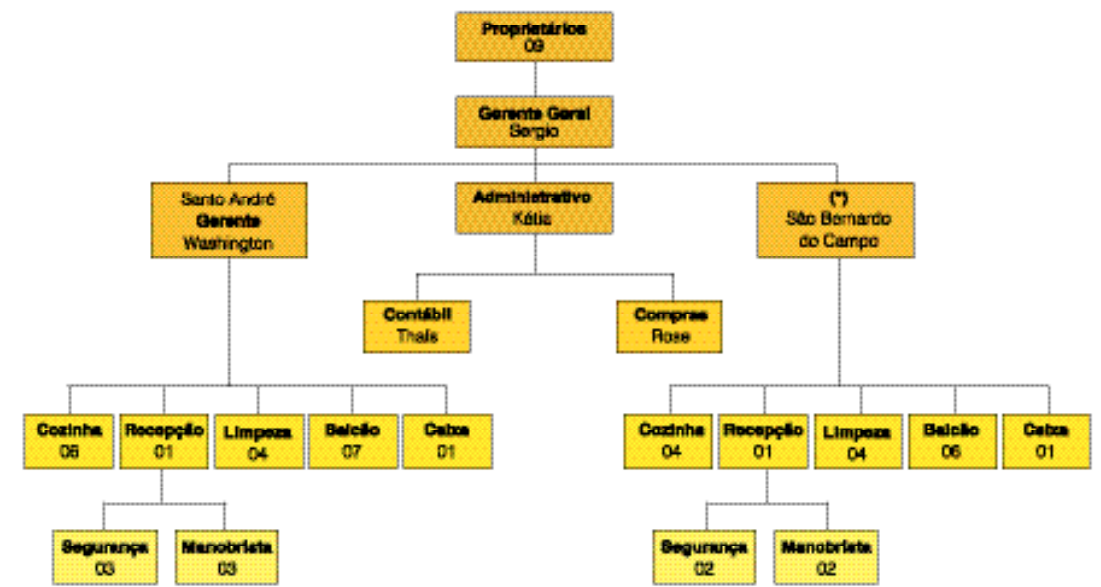 Proprietários
09
Gerente Geral
Sergio
Santo André
Gerente
Washington
Administrativo
Kátia
(*)
São Bernardo
do Campo
Contábil
Thaís
Compras
Rose
Cozinha
06
Recepção
01
Limpeza
04
Balcão
07
Caixa
01
Cozinha
04
Recepção
01
Limpeza
04
Balcão
06
Caixa
01
Segurança
03
Manobrista
03
Segurança
02
Manobrista
02